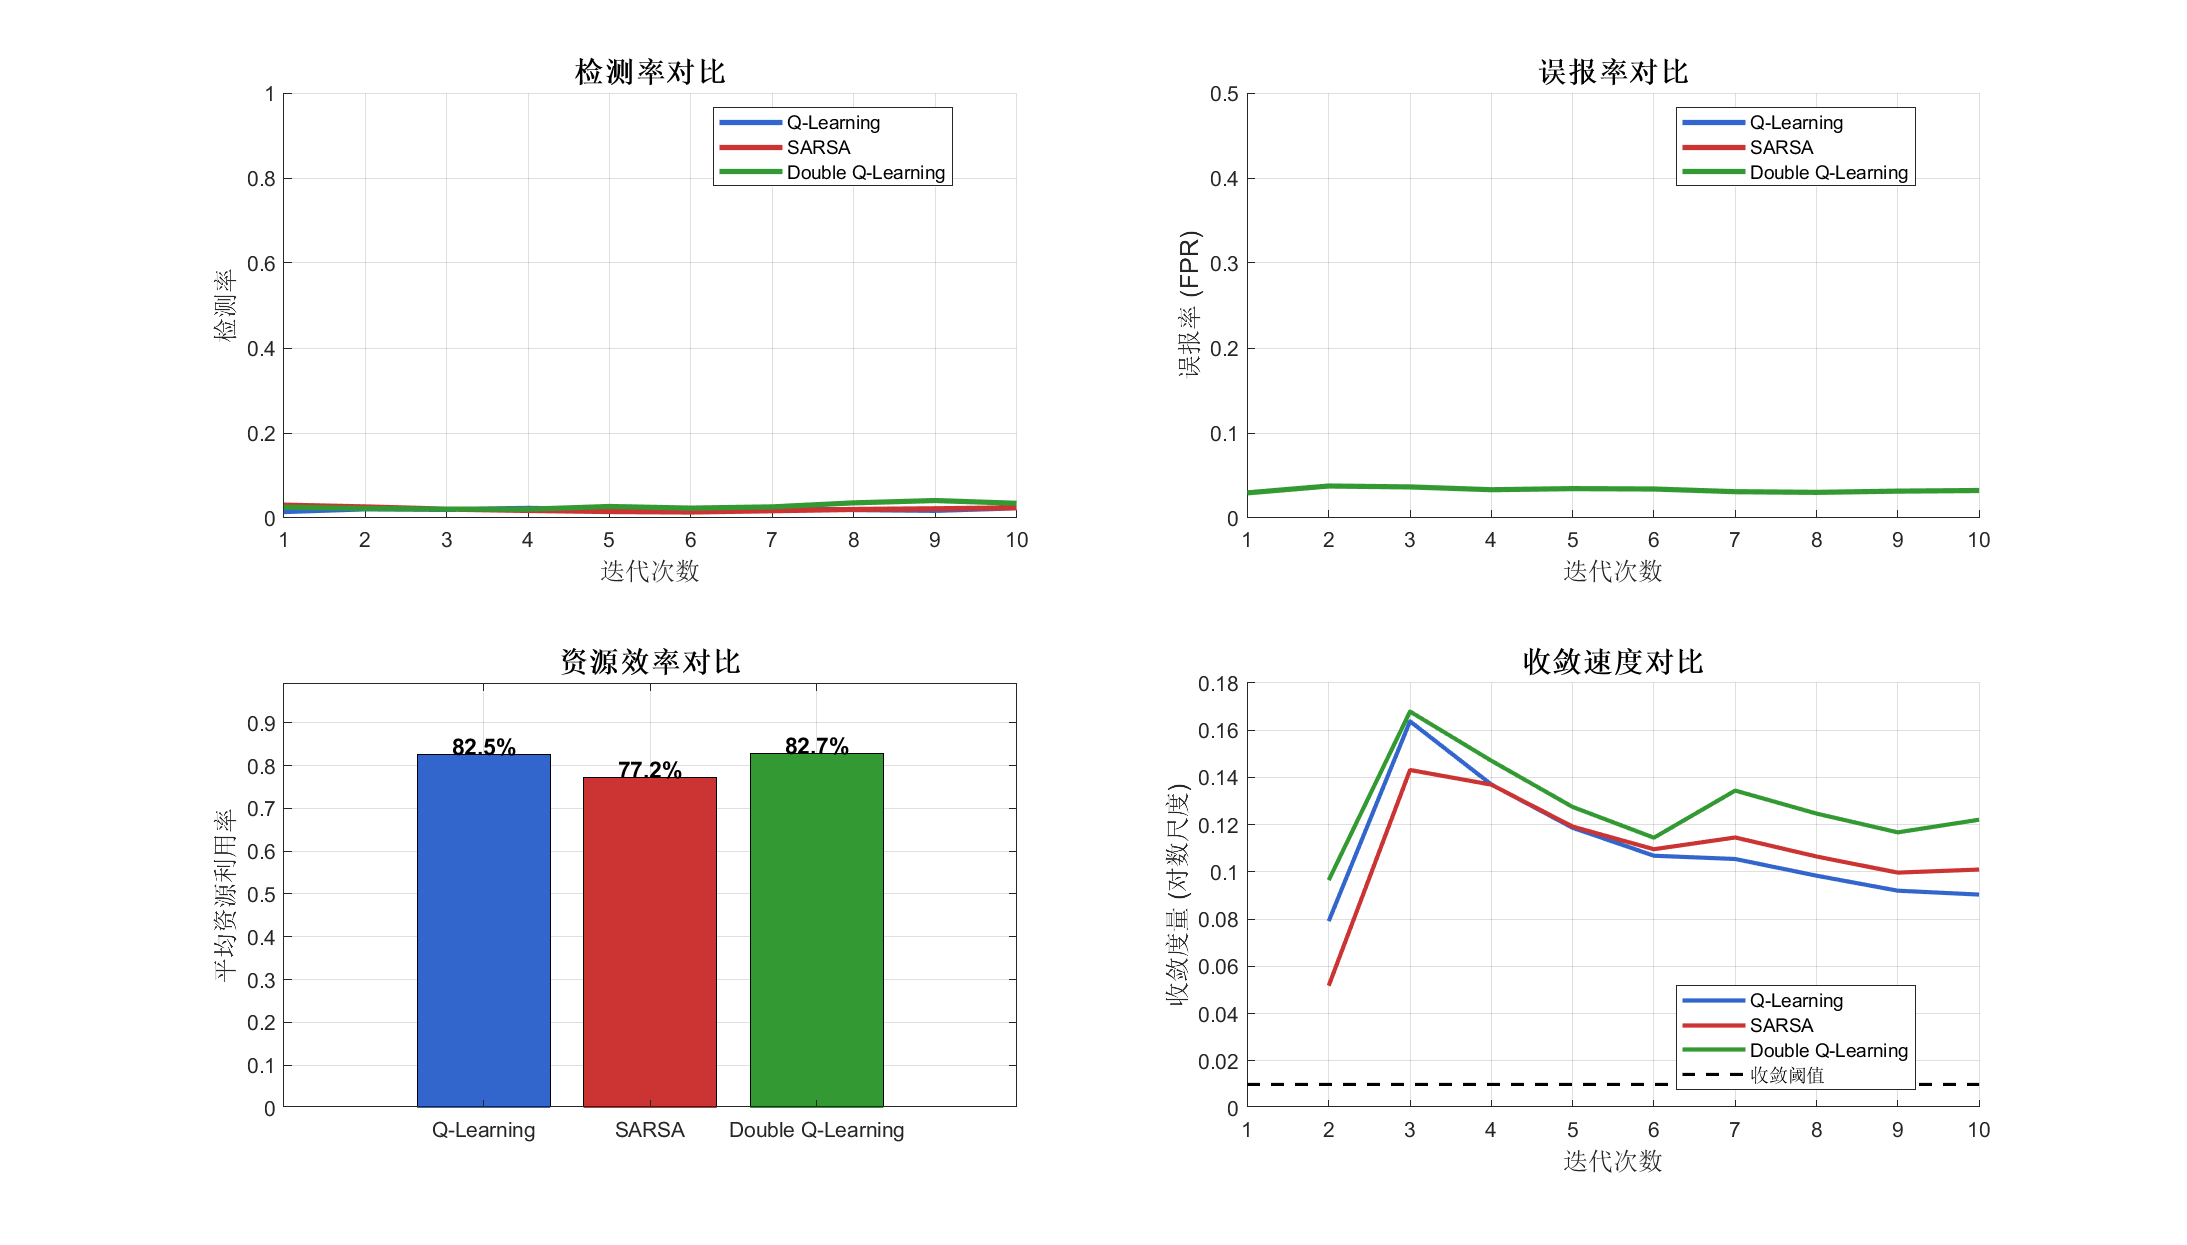 检测率对比
1
0.8
0.6
0.4
0.2
0
检测率
Q-Learning
SARSA
Double Q-Learning
1 2 3 4 5 6 7 8 9 10
迭代次数
误报率对比
0.5
0.4
0.3
0.2
0.1
0
误报率 (FPR)
Q-Learning
SARSA
Double Q-Learning
1 2 3 4 5 6 7 8 9 10
迭代次数
资源效率对比
0.9
0.8
0.7
0.6
0.5
0.4
0.3
0.2
0.1
0
平均资源利用率
82.5%
77.2%
82.7%
Q-Learning SARSA Double Q-Learning
收敛速度对比
0.18
0.16
0.14
0.12
0.1
0.08
0.06
0.04
0.02
0
收敛度量 (对数尺度)
Q-Learning
SARSA
Double Q-Learning
收敛阈值
1 2 3 4 5 6 7 8 9 10
迭代次数